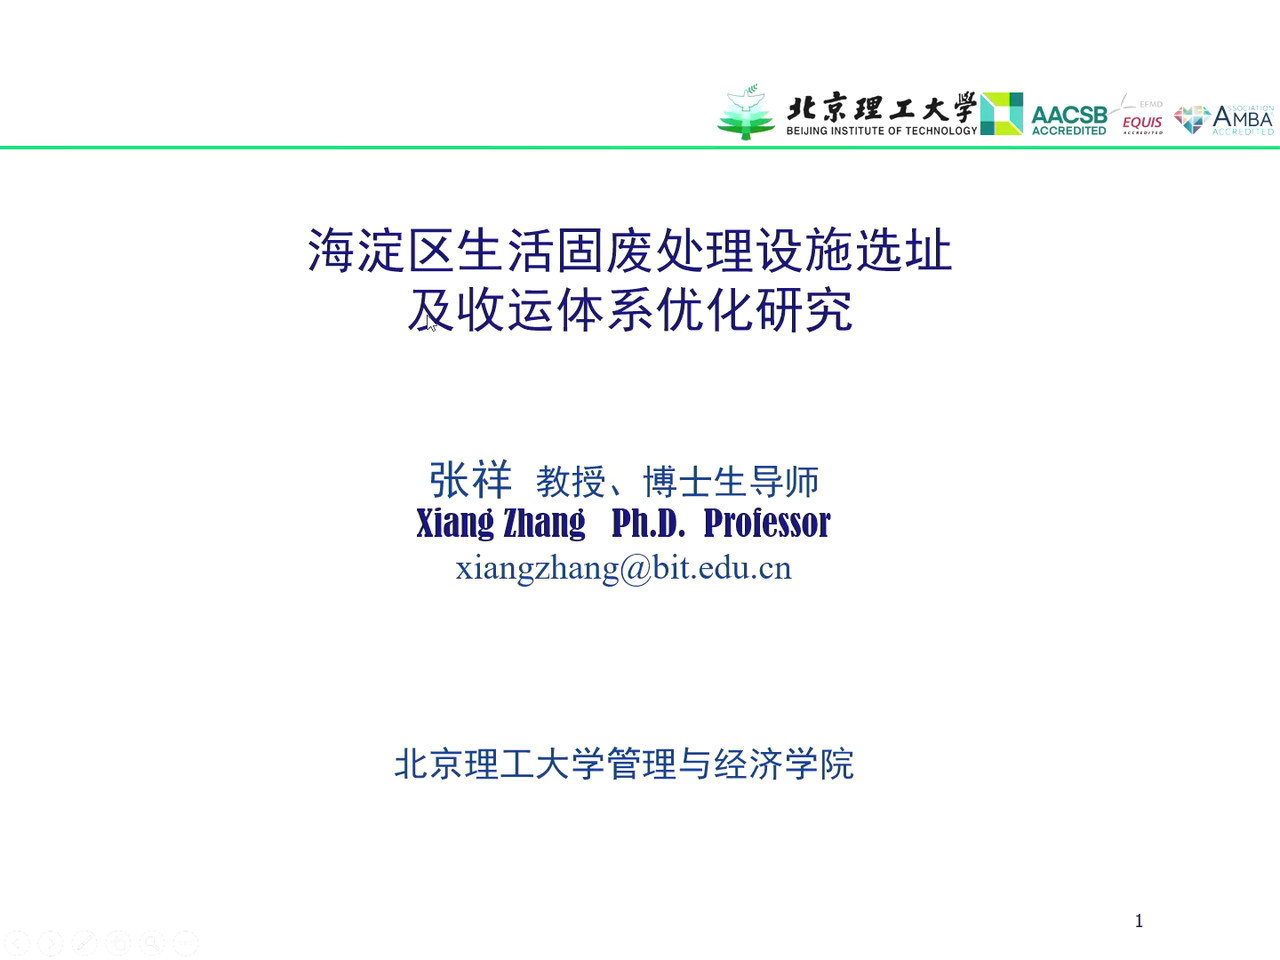 北京理工大学
BEIJING INSTITUTE OF TECHNOLOGY
AACSB
ACCREDITED
EFMD
EQUIS
ACCREDITED
ASSOCIATION
AMBA
ACCREDITED
海淀区生活固废处理设施选址
及收运体系优化研究
张祥 教授、博士生导师
Xiang Zhang Ph.D. Professor
xiangzhang@bit.edu.cn
北京理工大学管理与经济学院
1